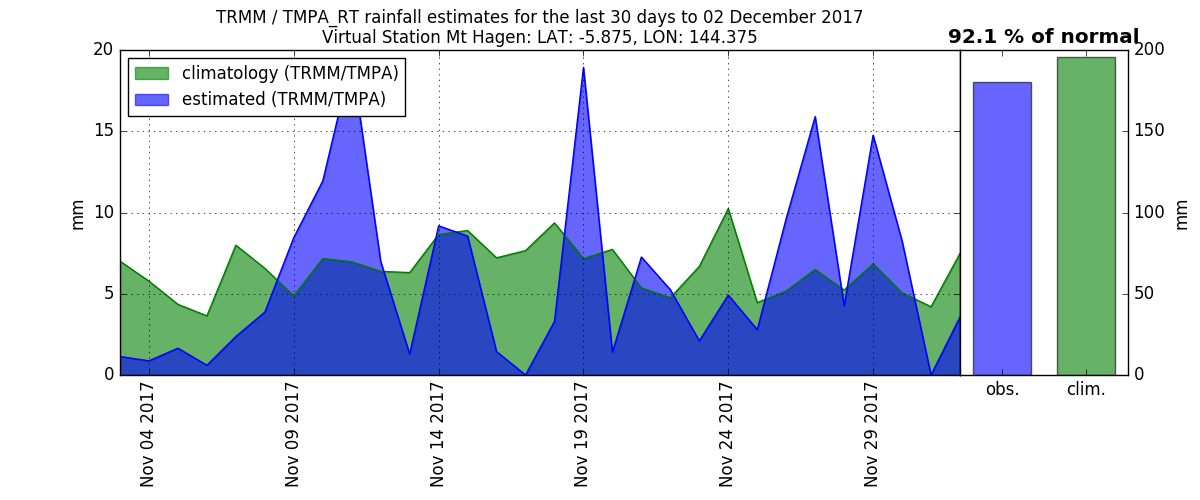 TRMM / TMPA_RT rainfall estimates for the last 30 days to 02 December 2017
Virtual Station Mt Hagen: LAT: -5.875, LON: 144.375
92.1 % of normal
climatology (TRMM/TMPA)
estimated (TRMM/TMPA)
20
15
10
5
0
mm
200
150
100
50
0
mm
Nov 04 2017
Nov 09 2017
Nov 14 2017
Nov 19 2017
Nov 24 2017
Nov 29 2017
obs.
clim.